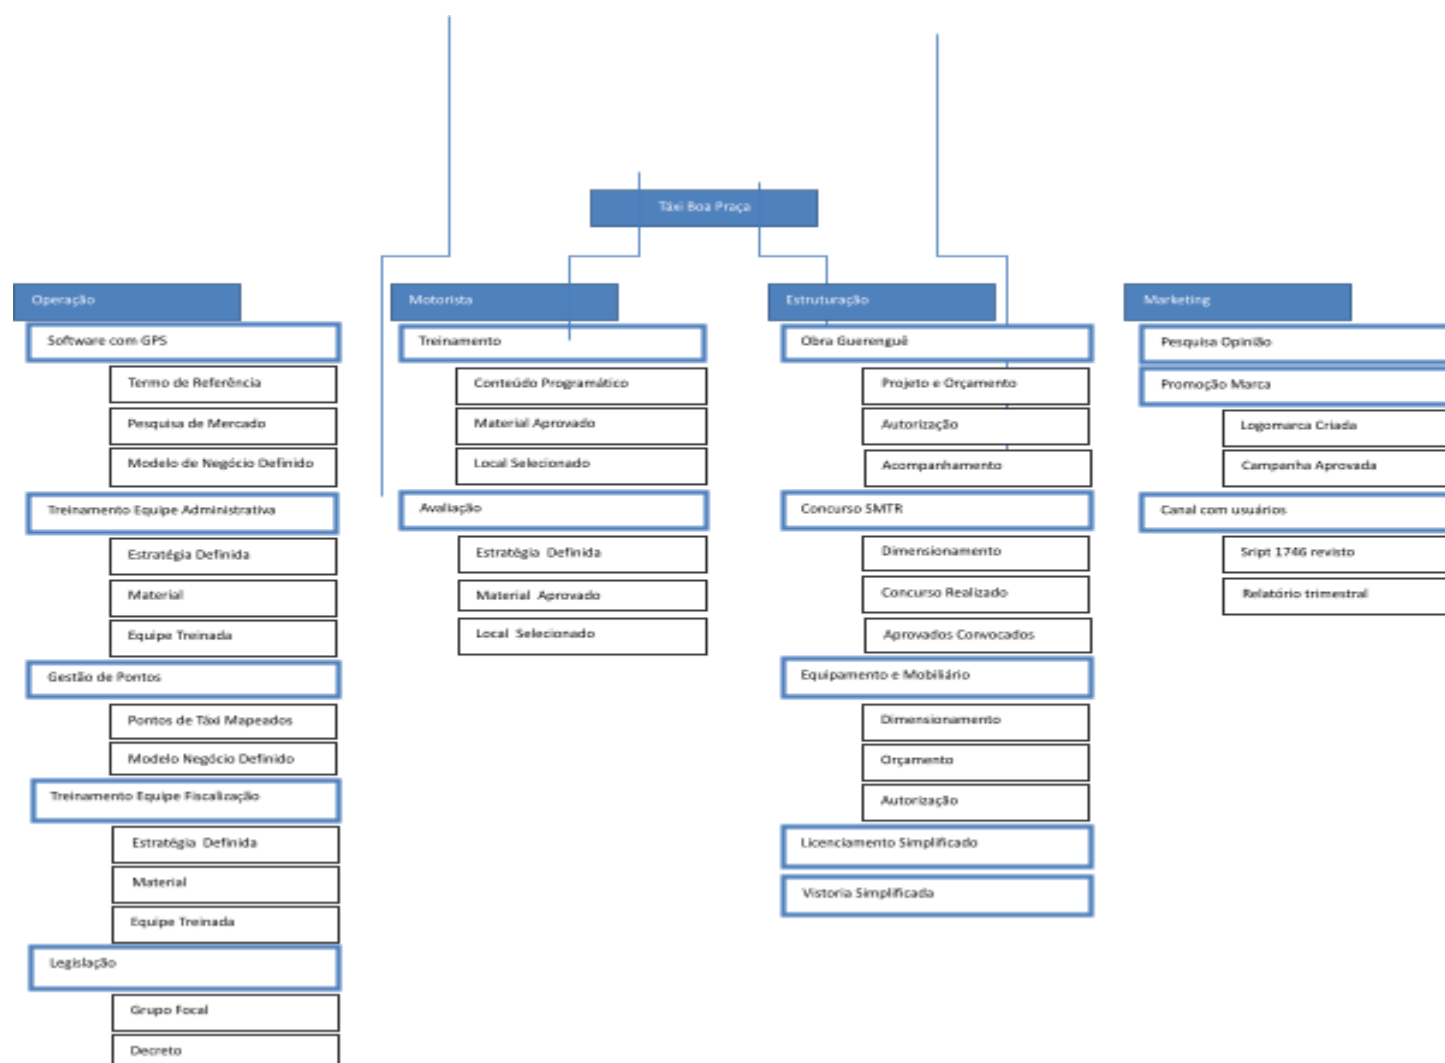 Táxi Boa Praça
Operação
Software com GPS
Termo de Referência
Pesquisa de Mercado
Modelo de Negócio Definido
Treinamento Equipe Administrativa
Estratégia Definida
Material
Equipe Treinada
Gestão de Pontos
Pontos de Táxi Mapeados
Modelo Negócio Definido
Treinamento Equipe Fiscalização
Estratégia Definida
Material
Equipe Treinada
Legislação
Grupo Focal
Decreto
Motorista
Treinamento
Conteúdo Programático
Material Aprovado
Local Selecionado
Avaliação
Estratégia Definida
Material Aprovado
Local Selecionado
Estruturação
Obra Guerenguê
Projeto e Orçamento
Autorização
Acompanhamento
Concurso SMTR
Dimensionamento
Concurso Realizado
Aprovados Convocados
Equipamento e Mobiliário
Dimensionamento
Orçamento
Autorização
Licenciamento Simplificado
Vistoria Simplificada
Marketing
Pesquisa Opinião
Promoção Marca
Logomarca Criada
Campanha Aprovada
Canal com usuários
Sript 1746 revisto
Relatório trimestral